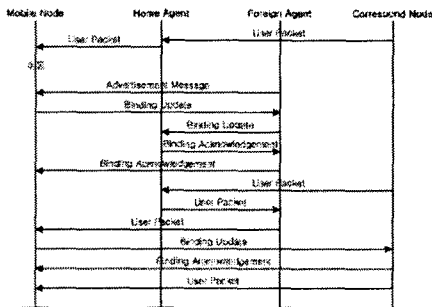 Mobile Node Home Agent Foreign Agent Correspond Node
User Packet
User Packet
Advertisement Message
Binding Update
Binding Update
Binding Acknowledgement
Binding Acknowledgement
User Packet
User Packet
User Packet
Binding Update
Binding Acknowledgement
User Packet